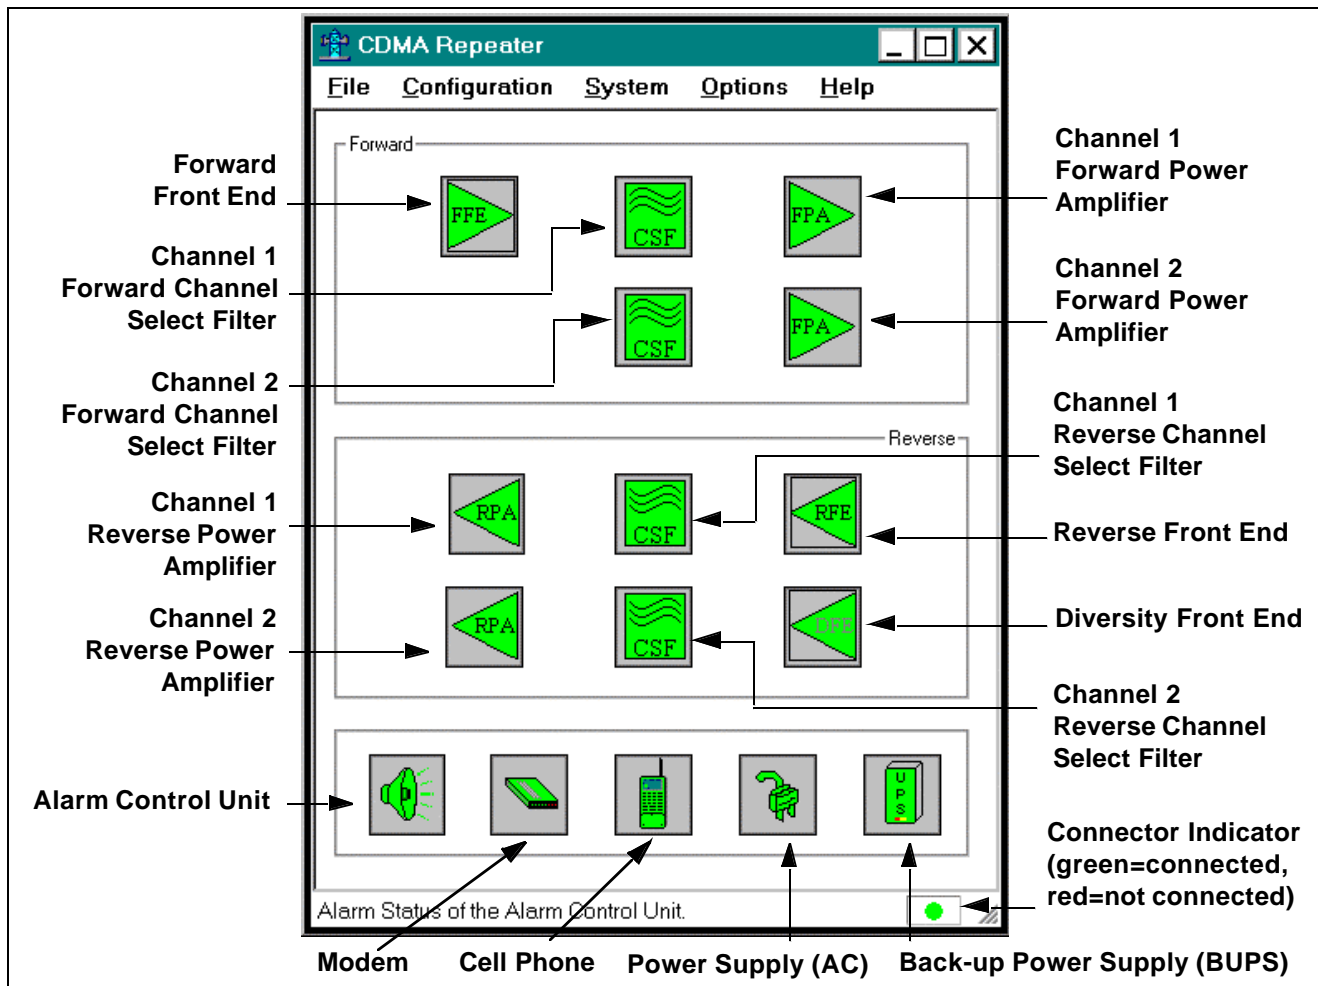 CDMA Repeater
File Configuration System Options Help
Forward
Forward
Front End
FFE
CSF
FPA
Channel 1
Forward Power
Amplifier
Channel 1
Forward Channel
Select Filter
CSF
FPA
Channel 2
Forward Power
Amplifier
Channel 2
Forward Channel
Select Filter
Reverse
Channel 1
Reverse Channel
Select Filter
Channel 1
Reverse Power
Amplifier
RPA
CSF
RFE
Reverse Front End
Channel 2
Reverse Power
Amplifier
RPA
CSF
DFE
Diversity Front End
Channel 2
Reverse Channel
Select Filter
Alarm Control Unit
UPS
Connector Indicator
(green=connected,
red=not connected)
Alarm Status of the Alarm Control Unit.
Modem
Cell Phone
Power Supply (AC)
Back-up Power Supply (BUPS)